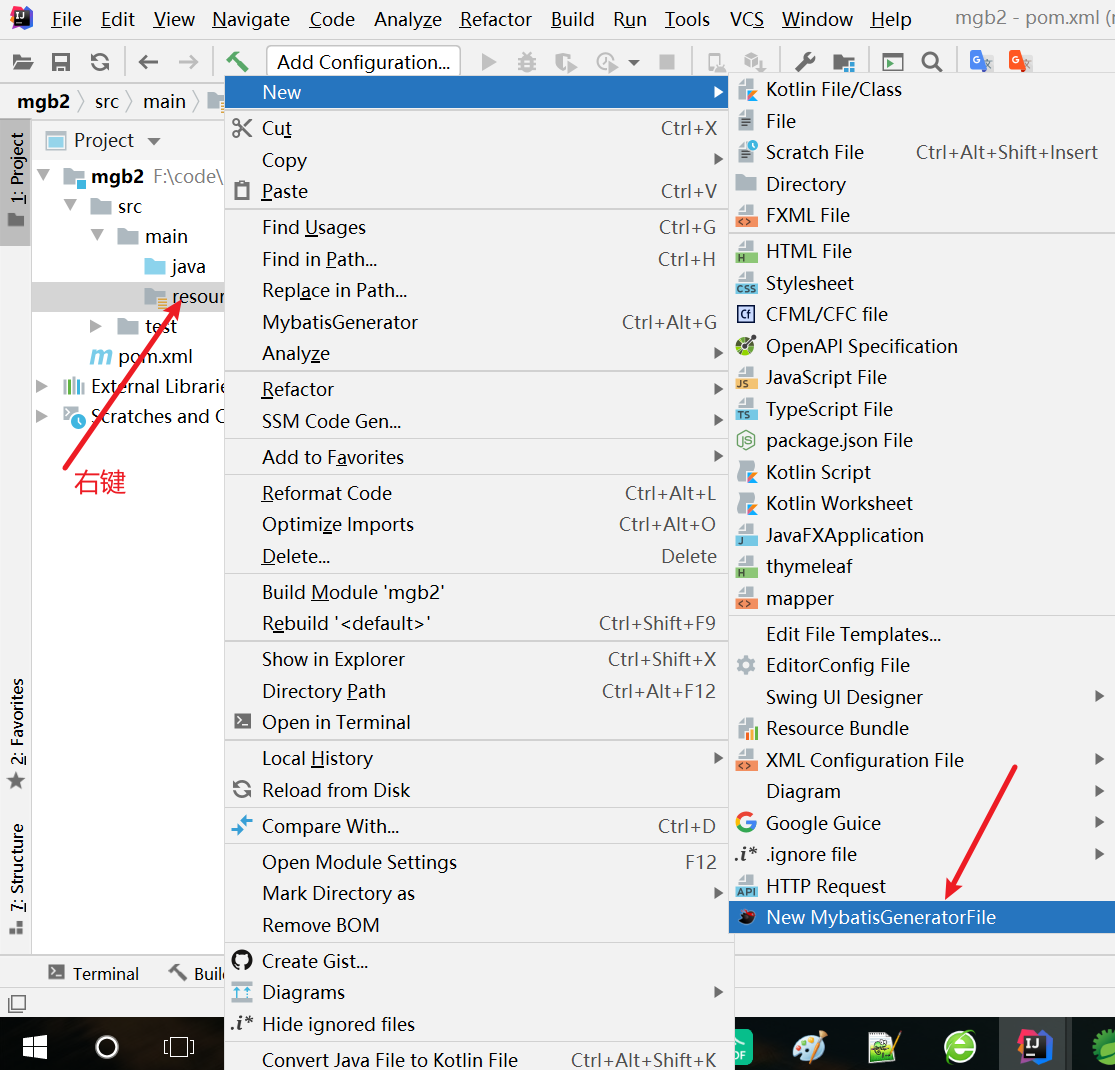 File Edit View Navigate Code Analyze Refactor Build Run Tools VCS Window Help mgb2 - pom.xml
Add Configuration...
mgb2 src main
1: Project
Project
mgb2 F:\code\
src
main
java
resour
test
pom.xml
External Librarie
Scratches and C
右键
2: Favorites
7: Structure
Terminal Buil
New
Cut Ctrl+X
Copy
Paste Ctrl+V
Find Usages Ctrl+G
Find in Path... Ctrl+H
Replace in Path...
MybatisGenerator Ctrl+Alt+G
Analyze
Refactor
SSM Code Gen...
Add to Favorites
Reformat Code Ctrl+Alt+L
Optimize Imports Ctrl+Alt+O
Delete... Delete
Build Module 'mgb2'
Rebuild '<default>' Ctrl+Shift+F9
Show in Explorer Ctrl+Shift+X
Directory Path Ctrl+Alt+F12
Open in Terminal
Local History
Reload from Disk
Compare With... Ctrl+D
Open Module Settings F12
Mark Directory as
Remove BOM
Create Gist...
Diagrams
.i* Hide ignored files
Convert Java File to Kotlin File Ctrl+Alt+Shift+K
Kotlin File/Class
File
Scratch File Ctrl+Alt+Shift+Insert
Directory
FXML File
HTML File
Stylesheet
CFML/CFC file
OpenAPI Specification
JavaScript File
TypeScript File
package.json File
Kotlin Script
Kotlin Worksheet
JavaFXApplication
thymeleaf
mapper
Edit File Templates...
EditorConfig File
Swing UI Designer
Resource Bundle
XML Configuration File
Diagram
Google Guice
.i* .ignore file
HTTP Request
New MybatisGeneratorFile